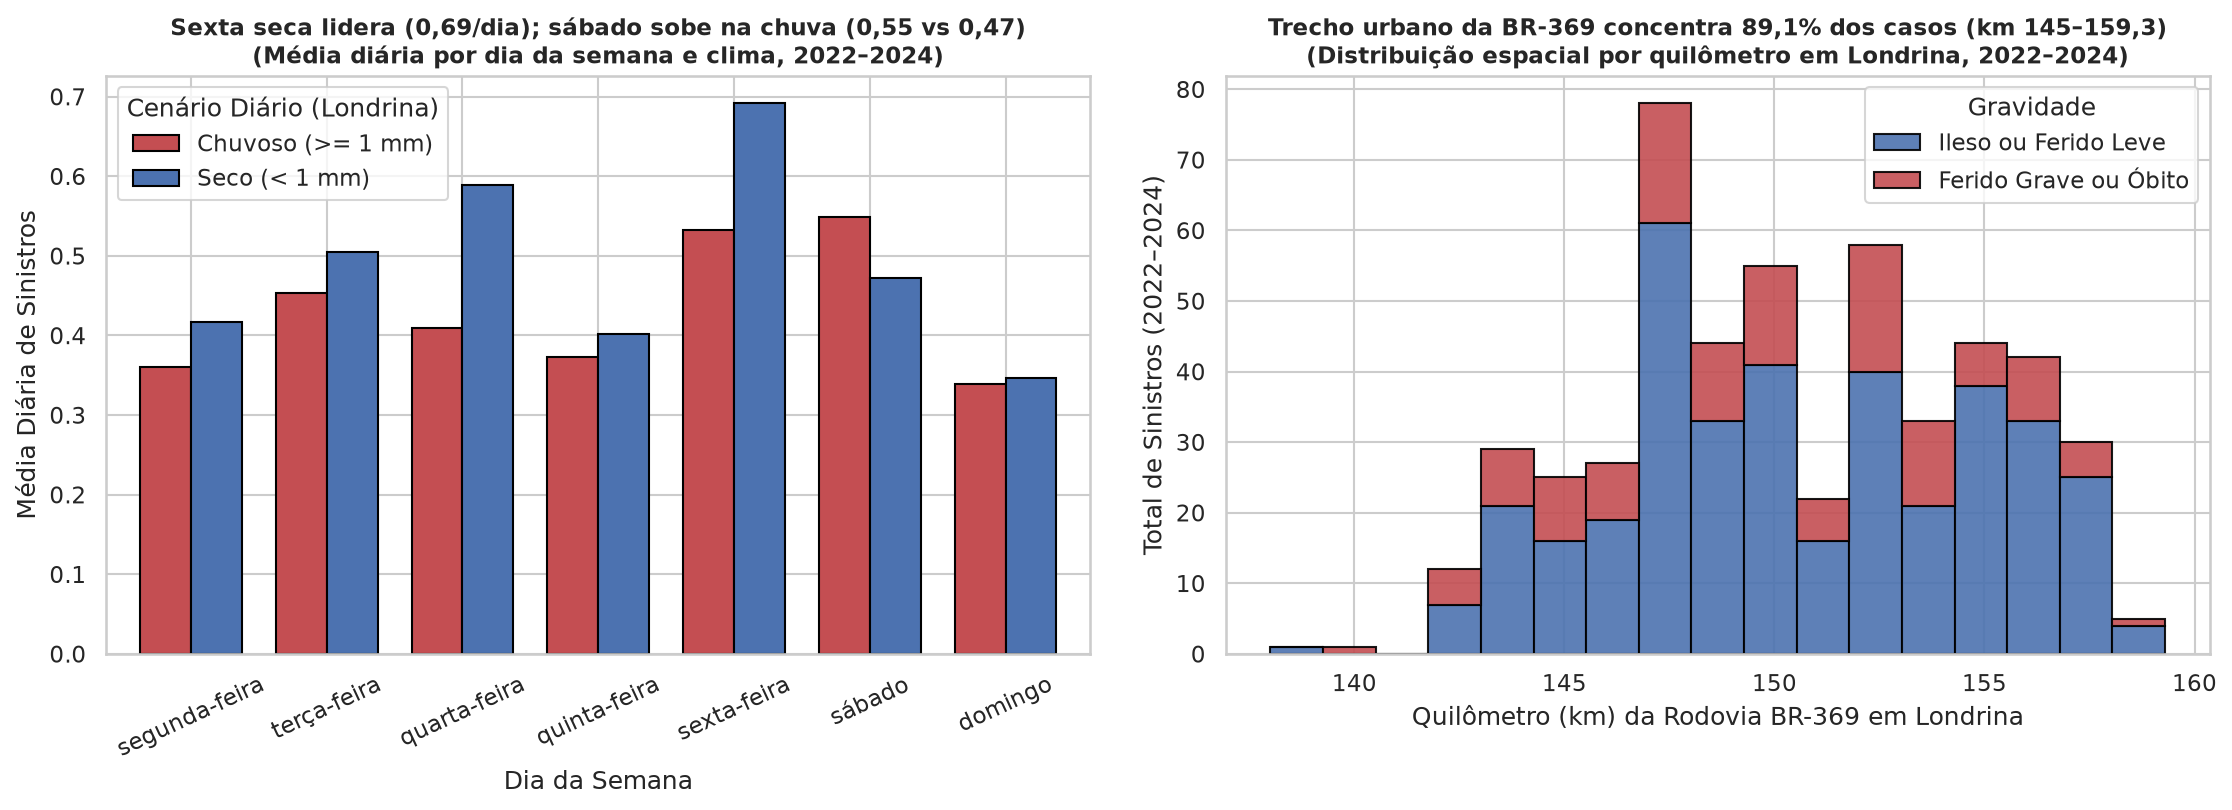 Sexta seca lidera (0,69/dia); sábado sobe na chuva (0,55 vs 0,47)
(Média diária por dia da semana e clima, 2022–2024)
Cenário Diário (Londrina)
Chuvoso (>= 1 mm)
Seco (< 1 mm)
Média Diária de Sinistros
0.7
0.6
0.5
0.4
0.3
0.2
0.1
0.0
segunda-feira
terça-feira
quarta-feira
quinta-feira
sexta-feira
sábado
domingo
Dia da Semana
Trecho urbano da BR-369 concentra 89,1% dos casos (km 145–159,3)
(Distribuição espacial por quilômetro em Londrina, 2022–2024)
Gravidade
Ileso ou Ferido Leve
Ferido Grave ou Óbito
Total de Sinistros (2022–2024)
80
70
60
50
40
30
20
10
0
140
145
150
155
160
Quilômetro (km) da Rodovia BR-369 em Londrina